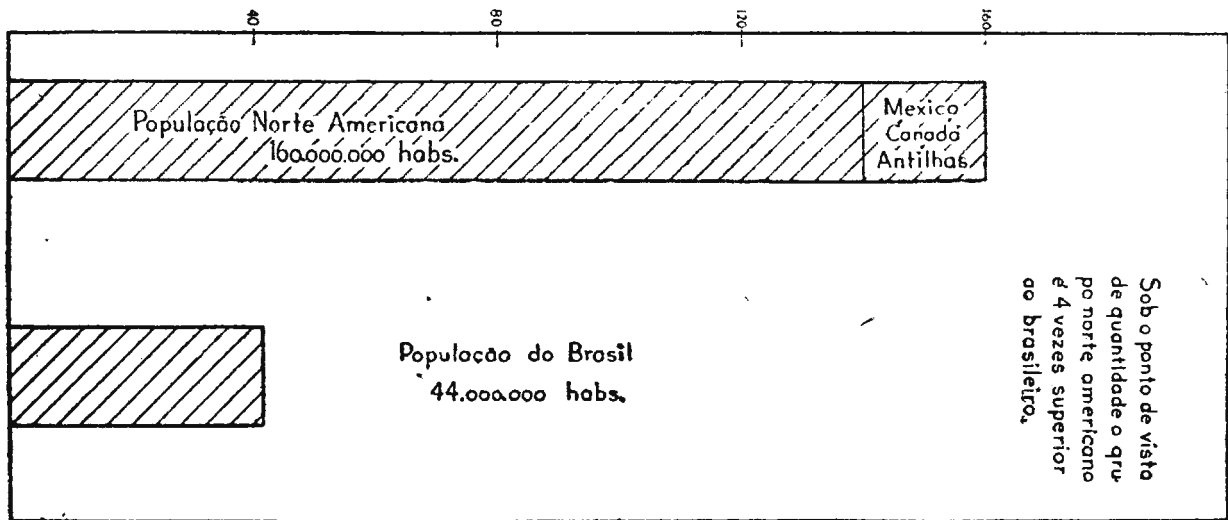 40
80
120
160
População Norte Americana
160.000.000 habs.
Mexico
Canadá
Antilhas
População do Brasil
44.000.000 habs.
Sob o ponto de vista
de quantidade o gru-
po norte americano
é 4 vezes superior
ao brasileiro.